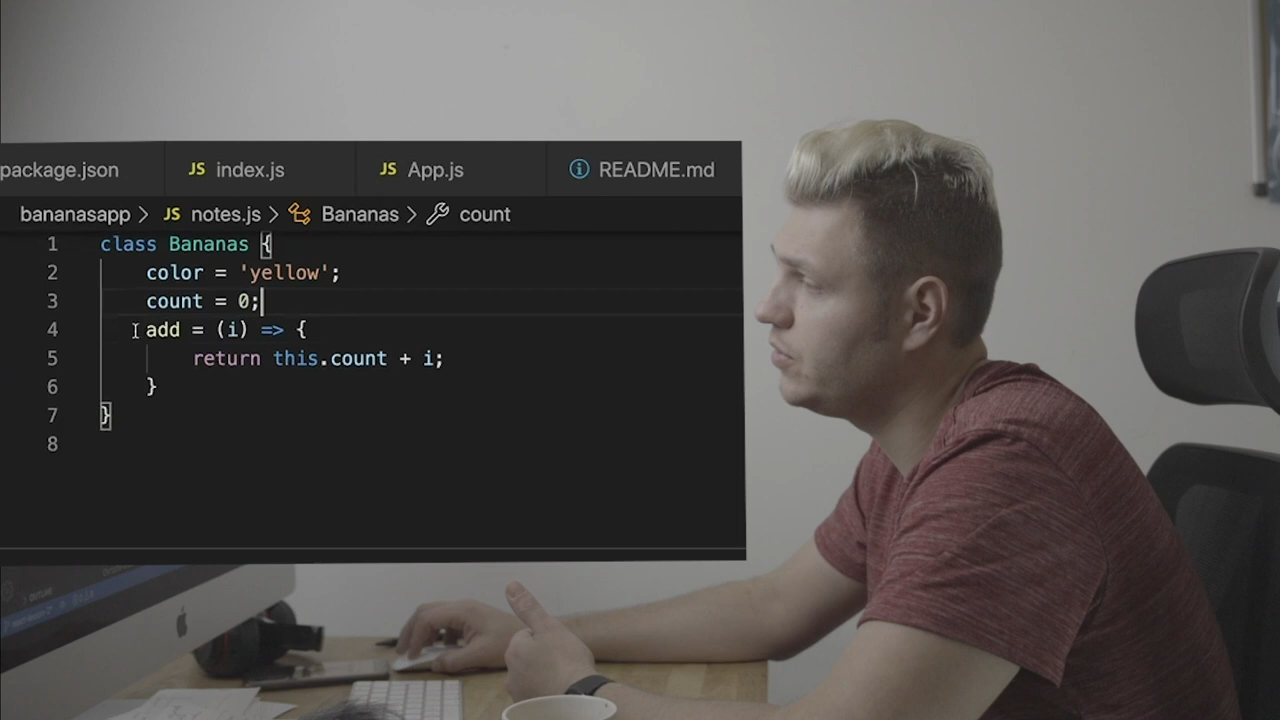 package.json JS index.js JS App.js README.md
bananasapp > JS notes.js > Bananas > count
1 class Bananas {
2 color = 'yellow';
3 count = 0;
4 add = (i) => {
5 return this.count + i;
6 }
7 }
8